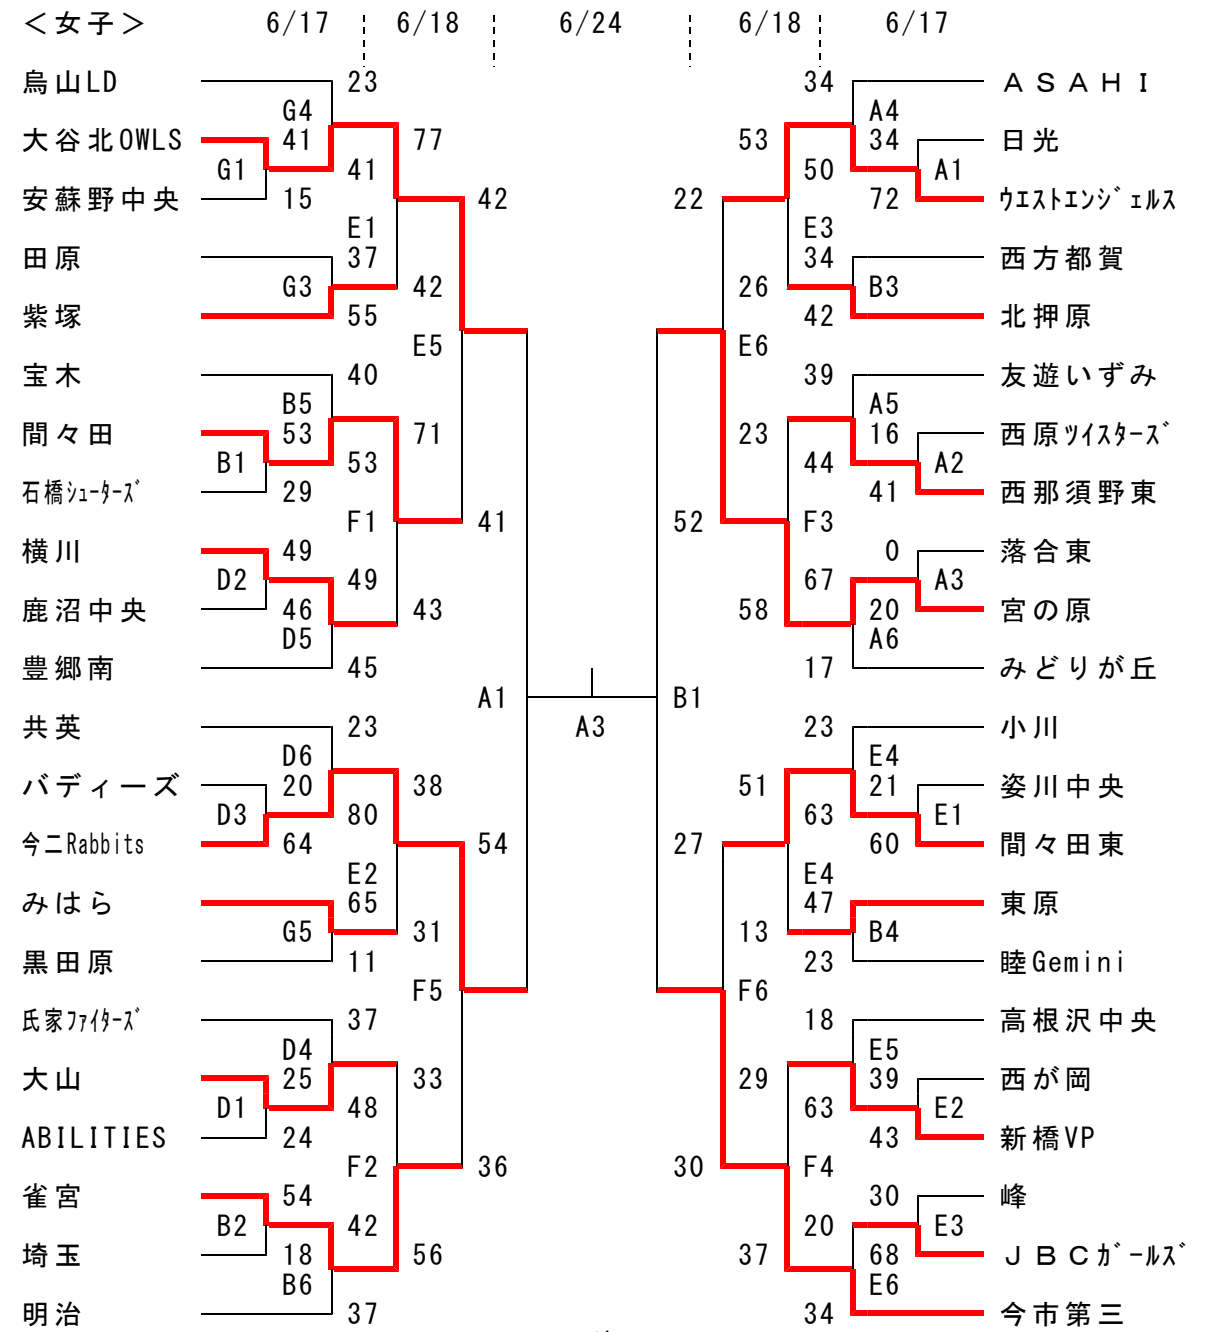 ＜女子＞ 6/17 6/18 6/24 6/18 6/17
烏山LD 23 34 ＡＳＡＨＩ
G4 A4
大谷北OWLS 41 77 53 34 日光
G1 41 50 A1
安蘇野中央 15 42 22 72 ｳｴｽﾄｴﾝｼﾞｪﾙｽ
E1 E3
田原 37 34 西方都賀
G3 42 26 B3
紫塚 55 42 北押原
E5 E6
宝木 40 39 友遊いずみ
B5 A5
間々田 53 71 23 16 西原ﾂｲｽﾀｰｽﾞ
B1 53 44 A2
石橋ｼｭｰﾀｰｽﾞ 29 41 西那須野東
F1 41 52 F3
横川 49 0 落合東
D2 49 67 A3
鹿沼中央 46 43 58 20 宮の原
D5 A6
豊郷南 45 17 みどりが丘
A1 B1
共英 23 A3 23 小川
D6 E4
バディーズ 20 38 51 21 姿川中央
D3 80 63 E1
今二Rabbits 64 54 27 60 間々田東
E2 E4
みはら 65 47 東原
G5 31 13 B4
黒田原 11 23 睦Gemini
F5 F6
氏家ﾌｧｲﾀｰｽﾞ 37 18 高根沢中央
D4 E5
大山 25 33 29 39 西が岡
D1 48 63 E2
ABILITIES 24 43 新橋VP
F2 36 30 F4
雀宮 54 30 峰
B2 42 20 E3
埼玉 18 56 37 68 ＪＢＣｶﾞｰﾙｽﾞ
B6 E6
明治 37 34 今市第三